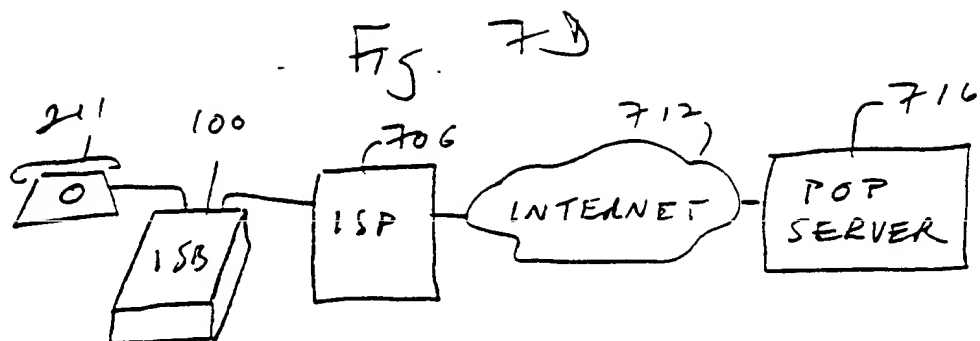 Fig. 7D
211
100
706
712
716
ISB
ISP
INTERNET
POP
SERVER